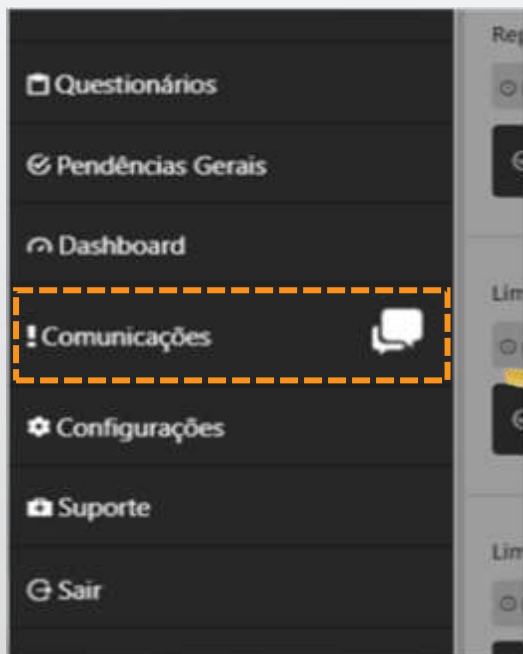 Questionários
Pendências Gerais
Dashboard
Comunicações
Configurações
Suporte
Sair